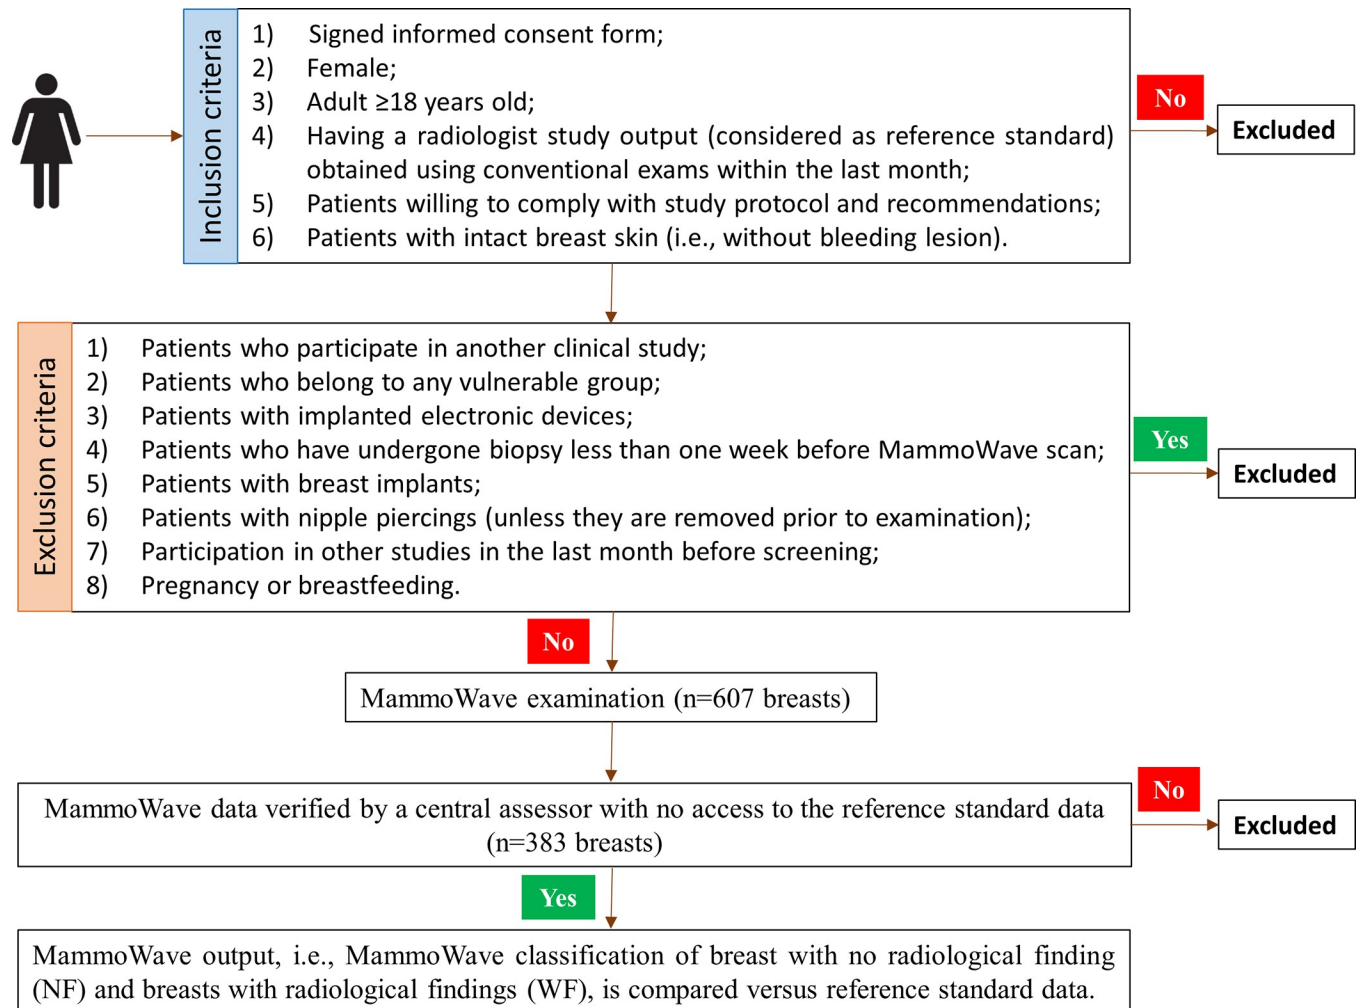 Inclusion criteria
1) Signed informed consent form;
2) Female;
3) Adult ≥18 years old;
4) Having a radiologist study output (considered as reference standard)
obtained using conventional exams within the last month;
5) Patients willing to comply with study protocol and recommendations;
6) Patients with intact breast skin (i.e., without bleeding lesion).
No
Excluded
Exclusion criteria
1) Patients who participate in another clinical study;
2) Patients who belong to any vulnerable group;
3) Patients with implanted electronic devices;
4) Patients who have undergone biopsy less than one week before MammoWave scan;
5) Patients with breast implants;
6) Patients with nipple piercings (unless they are removed prior to examination);
7) Participation in other studies in the last month before screening;
8) Pregnancy or breastfeeding.
Yes
Excluded
No
MammoWave examination (n=607 breasts)
MammoWave data verified by a central assessor with no access to the reference standard data
(n=383 breasts)
No
Excluded
Yes
MammoWave output, i.e., MammoWave classification of breast with no radiological finding
(NF) and breasts with radiological findings (WF), is compared versus reference standard data.